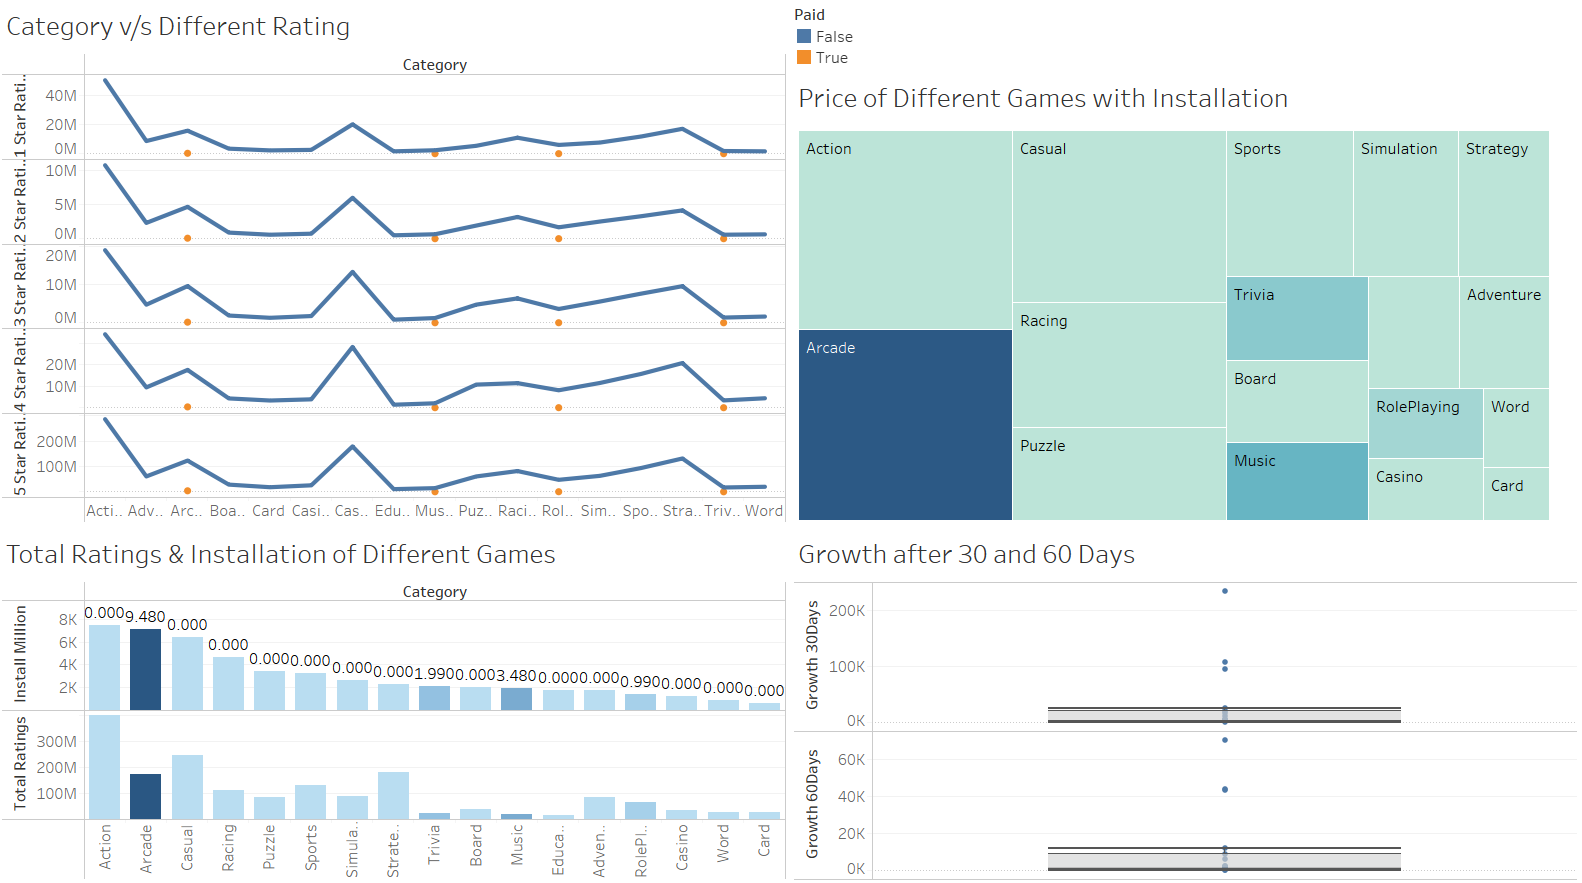 Category v/s Different Rating
Category
1 Star Rati..
40M
20M
0M
2 Star Rati..
10M
5M
0M
3 Star Rati..
20M
10M
0M
4 Star Rati..
20M
10M
5 Star Rati..
200M
100M
Acti.. Adv.. Arc.. Boa.. Card Casi.. Cas.. Edu.. Mus.. Puz.. Raci.. Rol.. Sim.. Spo.. Stra.. Triv.. Word
Paid
False
True
Price of Different Games with Installation
Action
Casual
Sports
Simulation
Strategy
Trivia
Adventure
Racing
Arcade
Board
RolePlaying
Word
Puzzle
Music
Casino
Card
Total Ratings & Installation of Different Games
Category
Install Million
8K
6K
4K
2K
0.000 9.480 0.000 0.000 0.000 0.000 0.000 0.000 1.990 0.000 3.480 0.000 0.000 0.990 0.000 0.000 0.000
Total Ratings
300M
200M
100M
Action Arcade Casual Racing Puzzle Sports Simula.. Strate.. Trivia Board Music Educa.. Adven.. RolePl.. Casino Word Card
Growth after 30 and 60 Days
Growth 30Days
200K
100K
0K
Growth 60Days
60K
40K
20K
0K